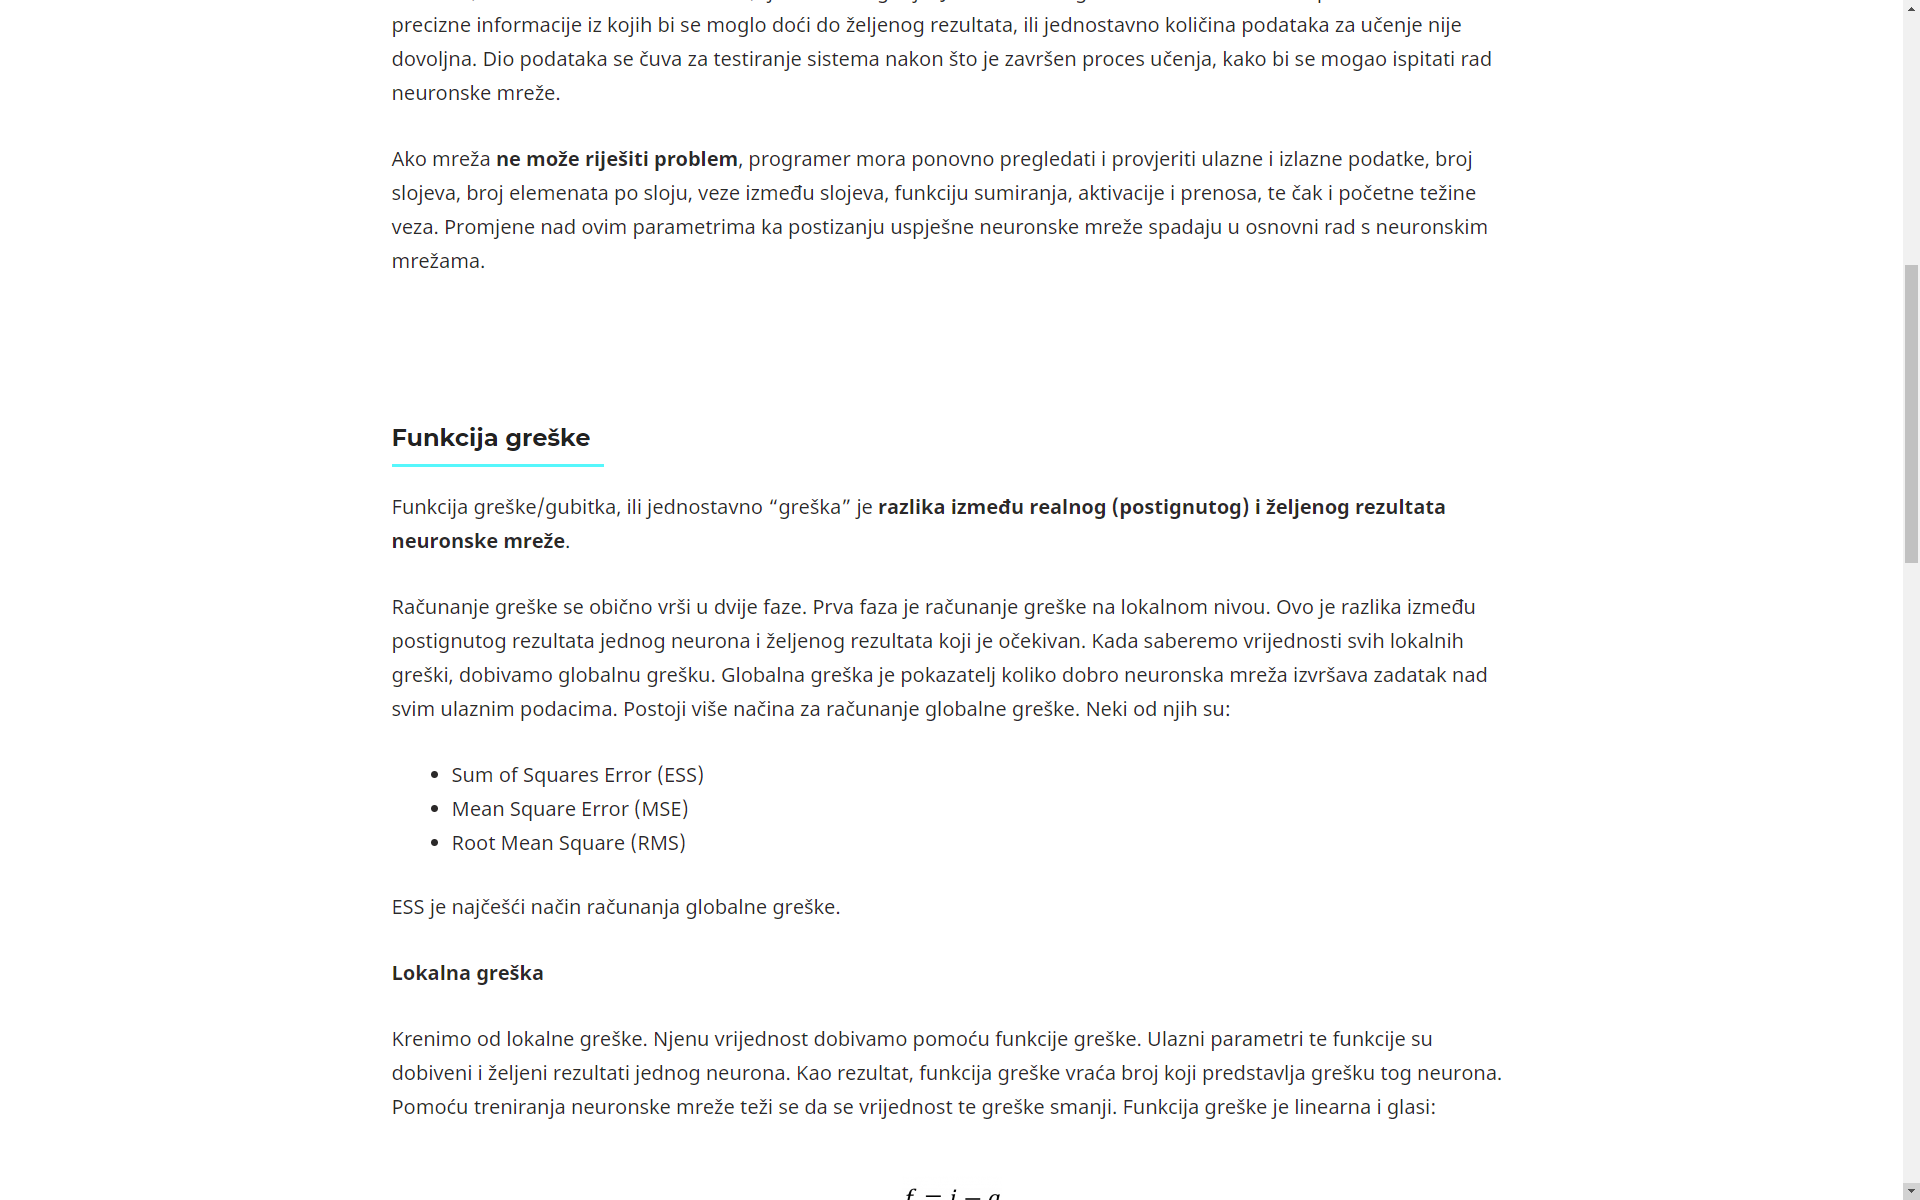 precizne informacije iz kojih bi se moglo doći do željenog rezultata, ili jednostavno količina podataka za učenje nije
dovoljna. Dio podataka se čuva za testiranje sistema nakon što je završen proces učenja, kako bi se mogao ispitati rad
neuronske mreže.
Ako mreža ne može riješiti problem, programer mora ponovno pregledati i provjeriti ulazne i izlazne podatke, broj
slojeva, broj elemenata po sloju, veze između slojeva, funkciju sumiranja, aktivacije i prenosa, te čak i početne težine
veza. Promjene nad ovim parametrima ka postizanju uspješne neuronske mreže spadaju u osnovni rad s neuronskim
mrežama.
Funkcija greške
Funkcija greške/gubitka, ili jednostavno “greška” je razlika između realnog (postignutog) i željenog rezultata
neuronske mreže.
Računanje greške se obično vrši u dvije faze. Prva faza je računanje greške na lokalnom nivou. Ovo je razlika između
postignutog rezultata jednog neurona i željenog rezultata koji je očekivan. Kada saberemo vrijednosti svih lokalnih
greški, dobivamo globalnu grešku. Globalna greška je pokazatelj koliko dobro neuronska mreža izvršava zadatak nad
svim ulaznim podacima. Postoji više načina za računanje globalne greške. Neki od njih su:
• Sum of Squares Error (ESS)
• Mean Square Error (MSE)
• Root Mean Square (RMS)
ESS je najčešći način računanja globalne greške.
Lokalna greška
Krenimo od lokalne greške. Njenu vrijednost dobivamo pomoću funkcije greške. Ulazni parametri te funkcije su
dobiveni i željeni rezultati jednog neurona. Kao rezultat, funkcija greške vraća broj koji predstavlja grešku tog neurona.
Pomoću treniranja neuronske mreže teži se da se vrijednost te greške smanji. Funkcija greške je linearna i glasi: